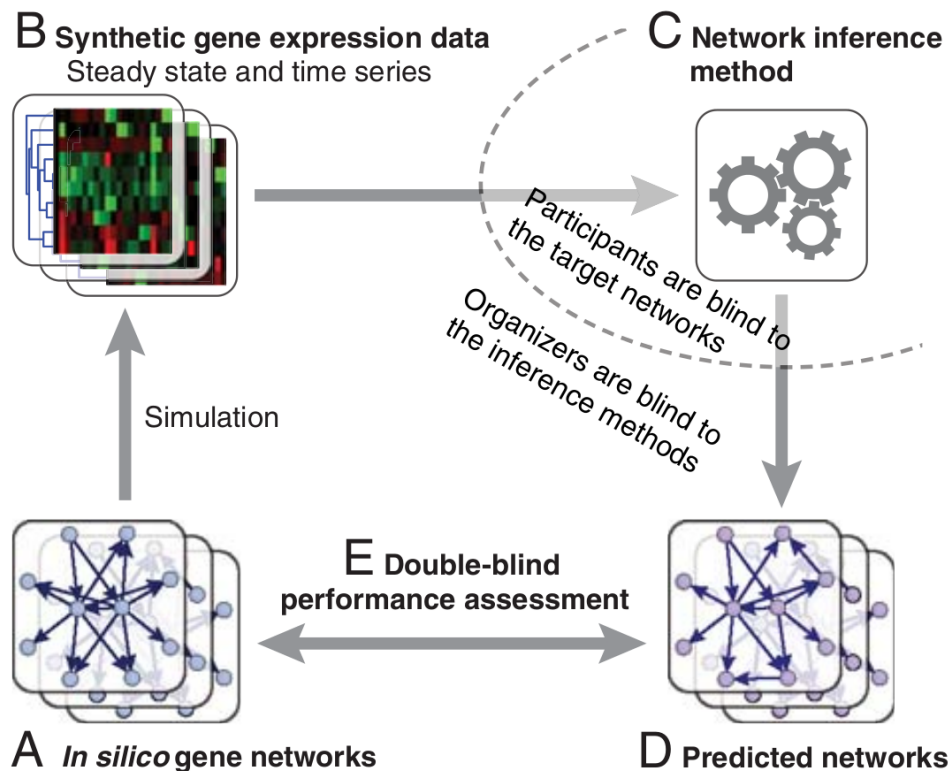 B Synthetic gene expression data
Steady state and time series
C Network inference
method
Participants are blind to
the target networks
Organizers are blind to
the inference methods
Simulation
E Double-blind
performance assessment
A In silico gene networks
D Predicted networks